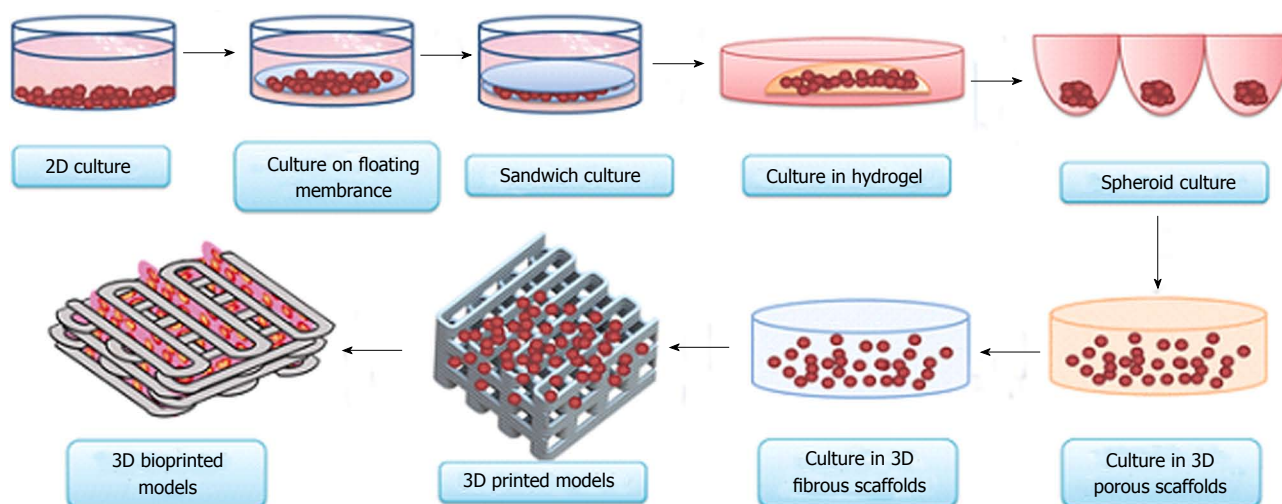 2D culture
Culture on floating
membrance
Sandwich culture
Culture in hydrogel
Spheroid culture
3D bioprinted
models
3D printed models
Culture in 3D
fibrous scaffolds
Culture in 3D
porous scaffolds